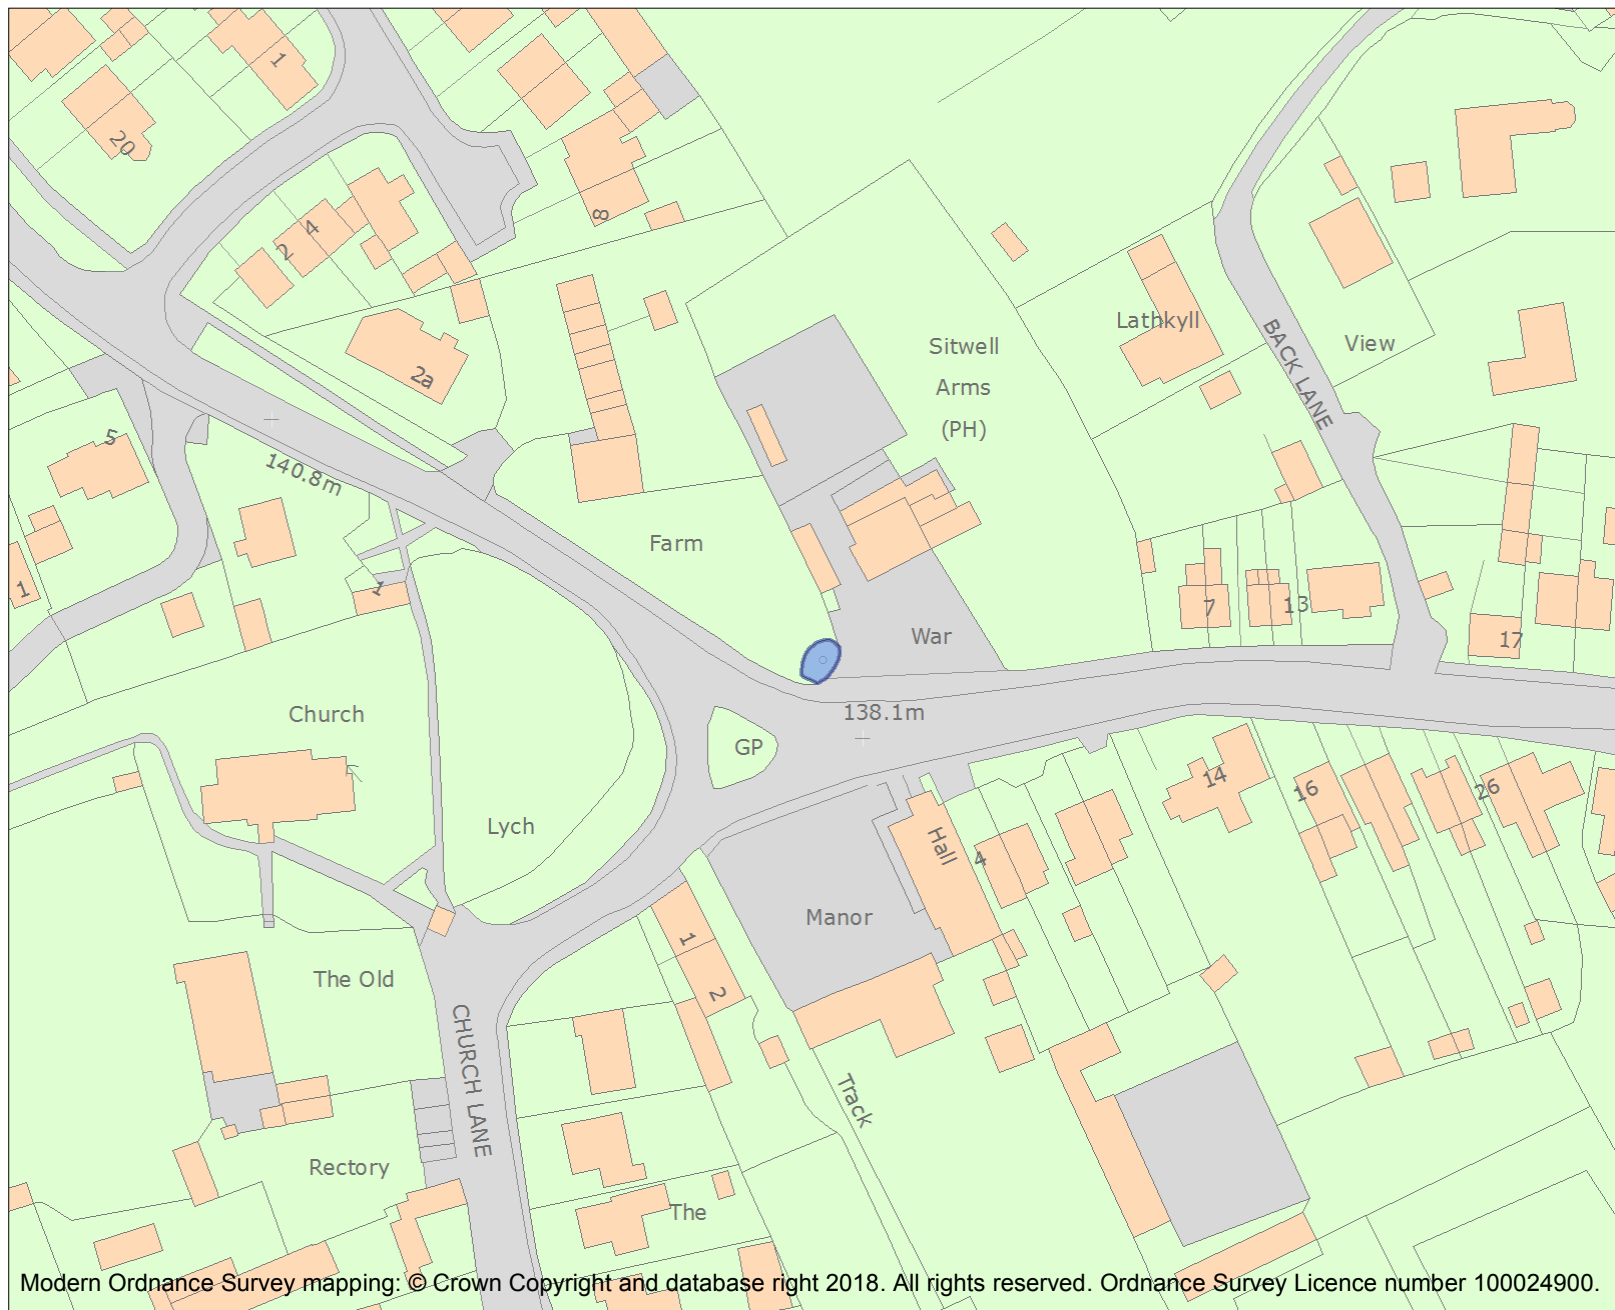 1
20
8
4
2
2a
Lathkyll
BACK LANE
View
Sitwell
Arms
(PH)
5
140.8m
Farm
1
1
7
13
17
War
Church
138.1m
GP
14
16
26
Lych
Hall
4
Manor
1
2
The Old
CHURCH LANE
Track
Rectory
The
Modern Ordnance Survey mapping: © Crown Copyright and database right 2018. All rights reserved. Ordnance Survey Licence number 100024900.